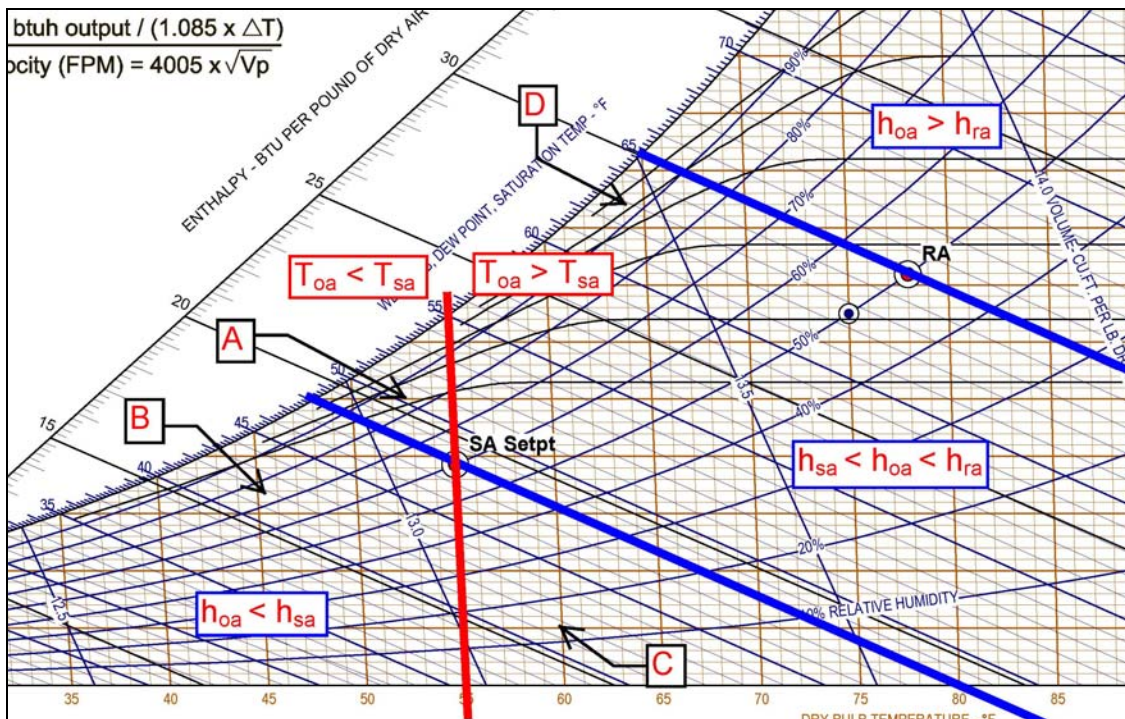 btuh output / (1.085 x △T)
ocity (FPM) = 4005 x √Vp
ENTHALPY - BTU PER POUND OF DRY AIR
15
20
25
30
DEW POINT, SATURATION TEMP - °F
35
40
45
50
55
60
65
70
90%
80%
70%
60%
50%
40%
20%
10% RELATIVE HUMIDITY
12.5
13.0
13.5
14.0 VOLUME CU.FT. PER LB. DR
D
h_oa > h_ra
T_oa < T_sa
T_oa > T_sa
RA
A
B
SA Setpt
h_sa < h_oa < h_ra
h_oa < h_sa
C
35
40
45
50
55
60
65
70
75
80
85
DRY BULB TEMPERATURE - °F